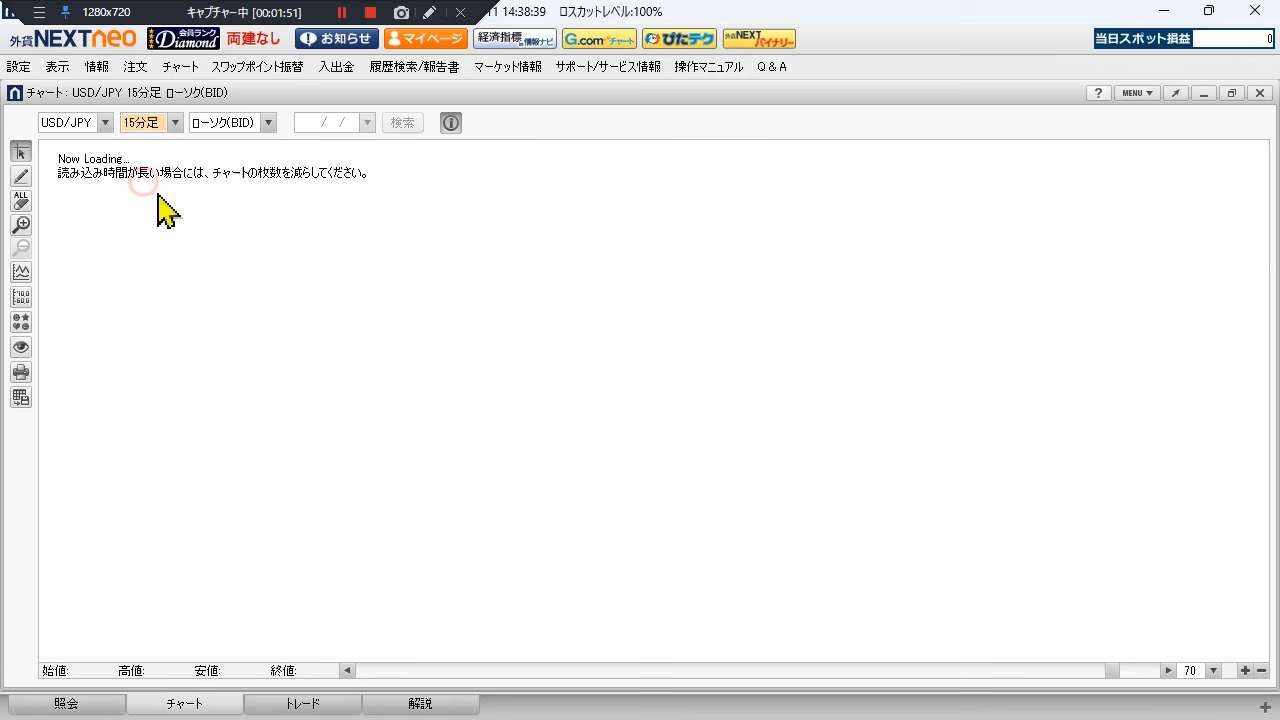 1280x720 キャプチャー中 [00:01:51] 11 14:38:39 ロスカットレベル:100%
外貨NEXTneo 会員ランク Diamond 両建なし お知らせ マイページ 経済指標 情報ナビ G.comチャート ぴたテク 外貨NEXTバイナリー 当日スポット損益 0
設定 表示 情報 注文 チャート スワップポイント振替 入出金 履歴検索/報告書 マーケット情報 サポート/サービス情報 操作マニュアル Q&A
チャート : USD/JPY 15分足 ローソク(BID) ? MENU
USD/JPY 15分足 ローソク(BID) / / 検索
Now Loading...
読み込み時間が長い場合には、チャートの枚数を減らしてください。
ALL
始値: 高値: 安値: 終値: 70
照会 チャート トレード 解説